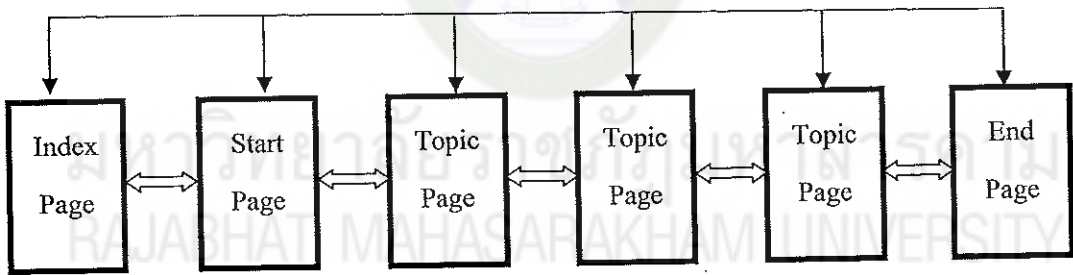 Index
Page
Start
Page
Topic
Page
Topic
Page
Topic
Page
End
Page
มหาวิทยาลัยราชภัฏมหาสารคาม
RAJABHAT MAHASARAKHAM UNIVERSITY